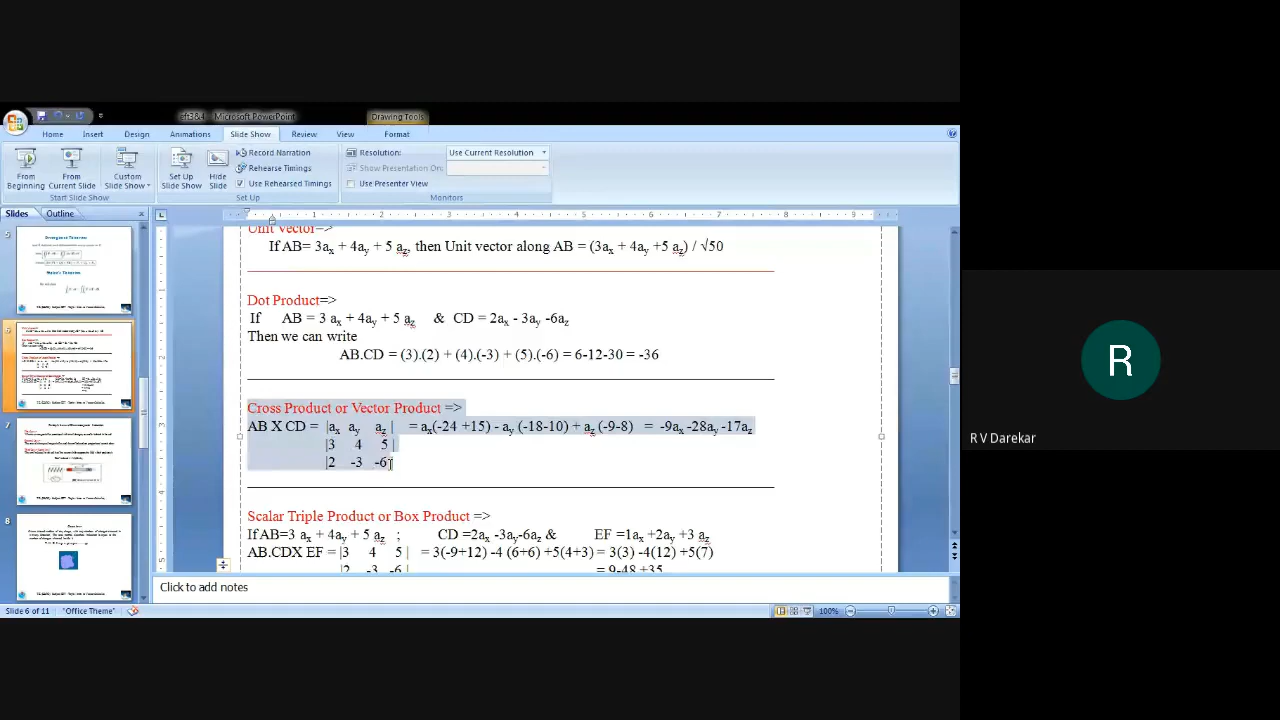 aft364 - Microsoft PowerPoint
Drawing Tools
Home Insert Design Animations Slide Show Review View Format
From Beginning
From Current Slide
Custom Slide Show
Start Slide Show
Set Up Slide Show
Hide Slide
Record Narration
Rehearse Timings
Use Rehearsed Timings
Set Up
Resolution: Use Current Resolution
Show Presentation On:
Use Presenter View
Monitors
Slides Outline
5
6
7
8
Unit Vector=>
If AB= 3ax + 4ay + 5 az, then Unit vector along AB = (3ax + 4ay +5 az) / √50
Dot Product=>
If AB = 3 ax + 4ay + 5 az & CD = 2ax - 3ay -6az
Then we can write
AB.CD = (3).(2) + (4).(-3) + (5).(-6) = 6-12-30 = -36
Cross Product or Vector Product =>
AB X CD = |ax ay az | = ax(-24 +15) - ay (-18-10) + az (-9-8) = -9ax -28ay -17az
|3 4 5 |
|2 -3 -6|
Scalar Triple Product or Box Product =>
If AB=3 ax + 4ay + 5 az ; CD =2ax -3ay-6az & EF =1ax +2ay +3 az
AB.CDX EF = |3 4 5 | = 3(-9+12) -4 (6+6) +5(4+3) = 3(3) -4(12) +5(7)
|2 -3 -6 | = 9-48 +35
Click to add notes
Slide 6 of 11 "Office Theme" 100%
R
R V Darekar